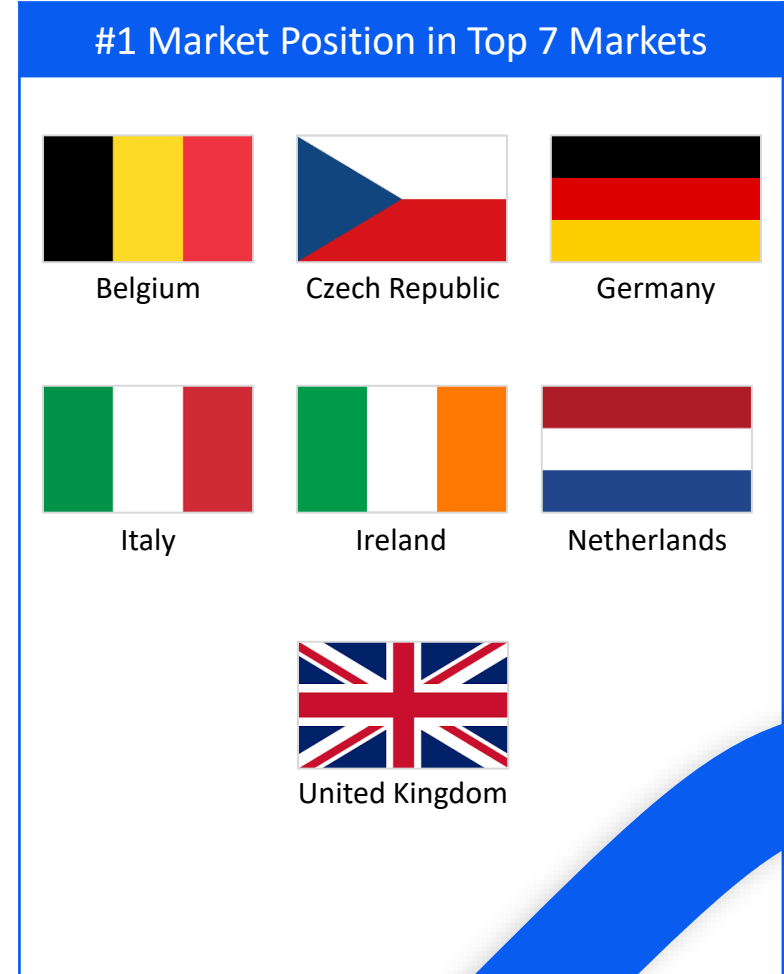 #1 Market Position in Top 7 Markets
Belgium
Czech Republic
Germany
Italy
Ireland
Netherlands
United Kingdom